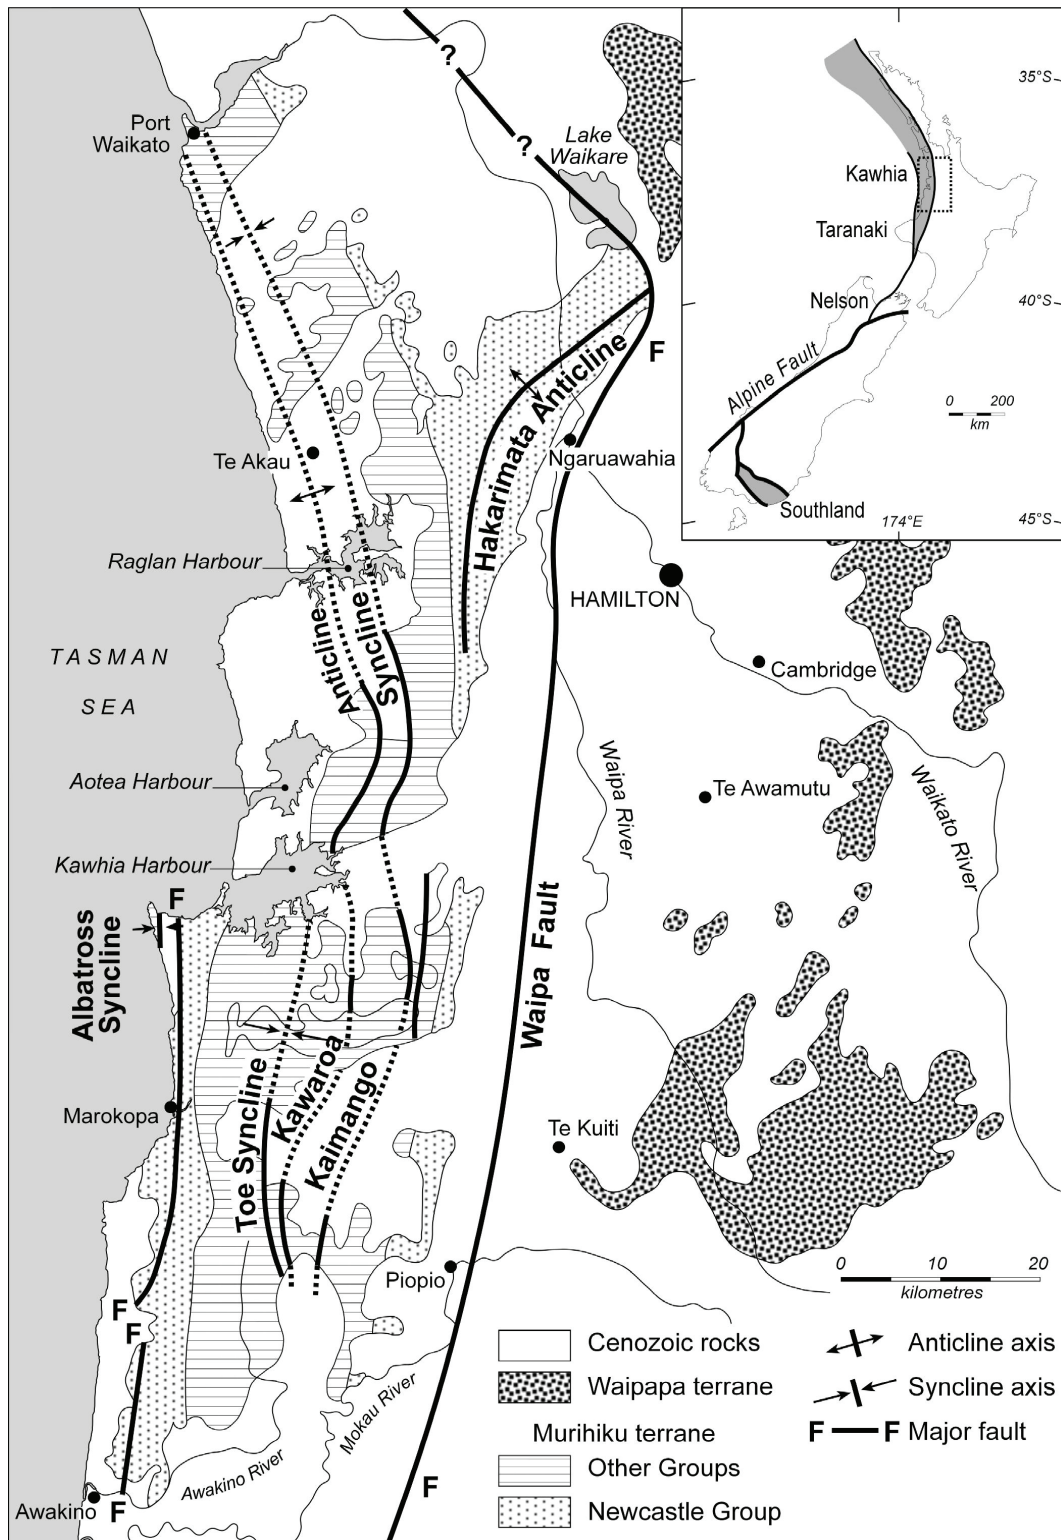 Port
Waikato
?
?
Lake
Waikare
35°S
Kawhia
Taranaki
Nelson
40°S
Alpine Fault
0 200
km
Southland
174°E
45°S
F
Hakarimata Anticline
Te Akau
Ngaruawahia
Raglan Harbour
HAMILTON
Anticline
Syncline
TASMAN
SEA
Cambridge
Aotea Harbour
Waipa River
Te Awamutu
Waikato River
Kawhia Harbour
F
Albatross
Syncline
Waipa Fault
Toe Syncline
Kawaroa
Kaimango
Marokopa
Te Kuiti
F
F
Piopio
0 10 20
kilometres
Mokau River
Awakino River
Awakino
F
F
Cenozoic rocks
Waipapa terrane
Murihiku terrane
Other Groups
Newcastle Group
Anticline axis
Syncline axis
F F Major fault